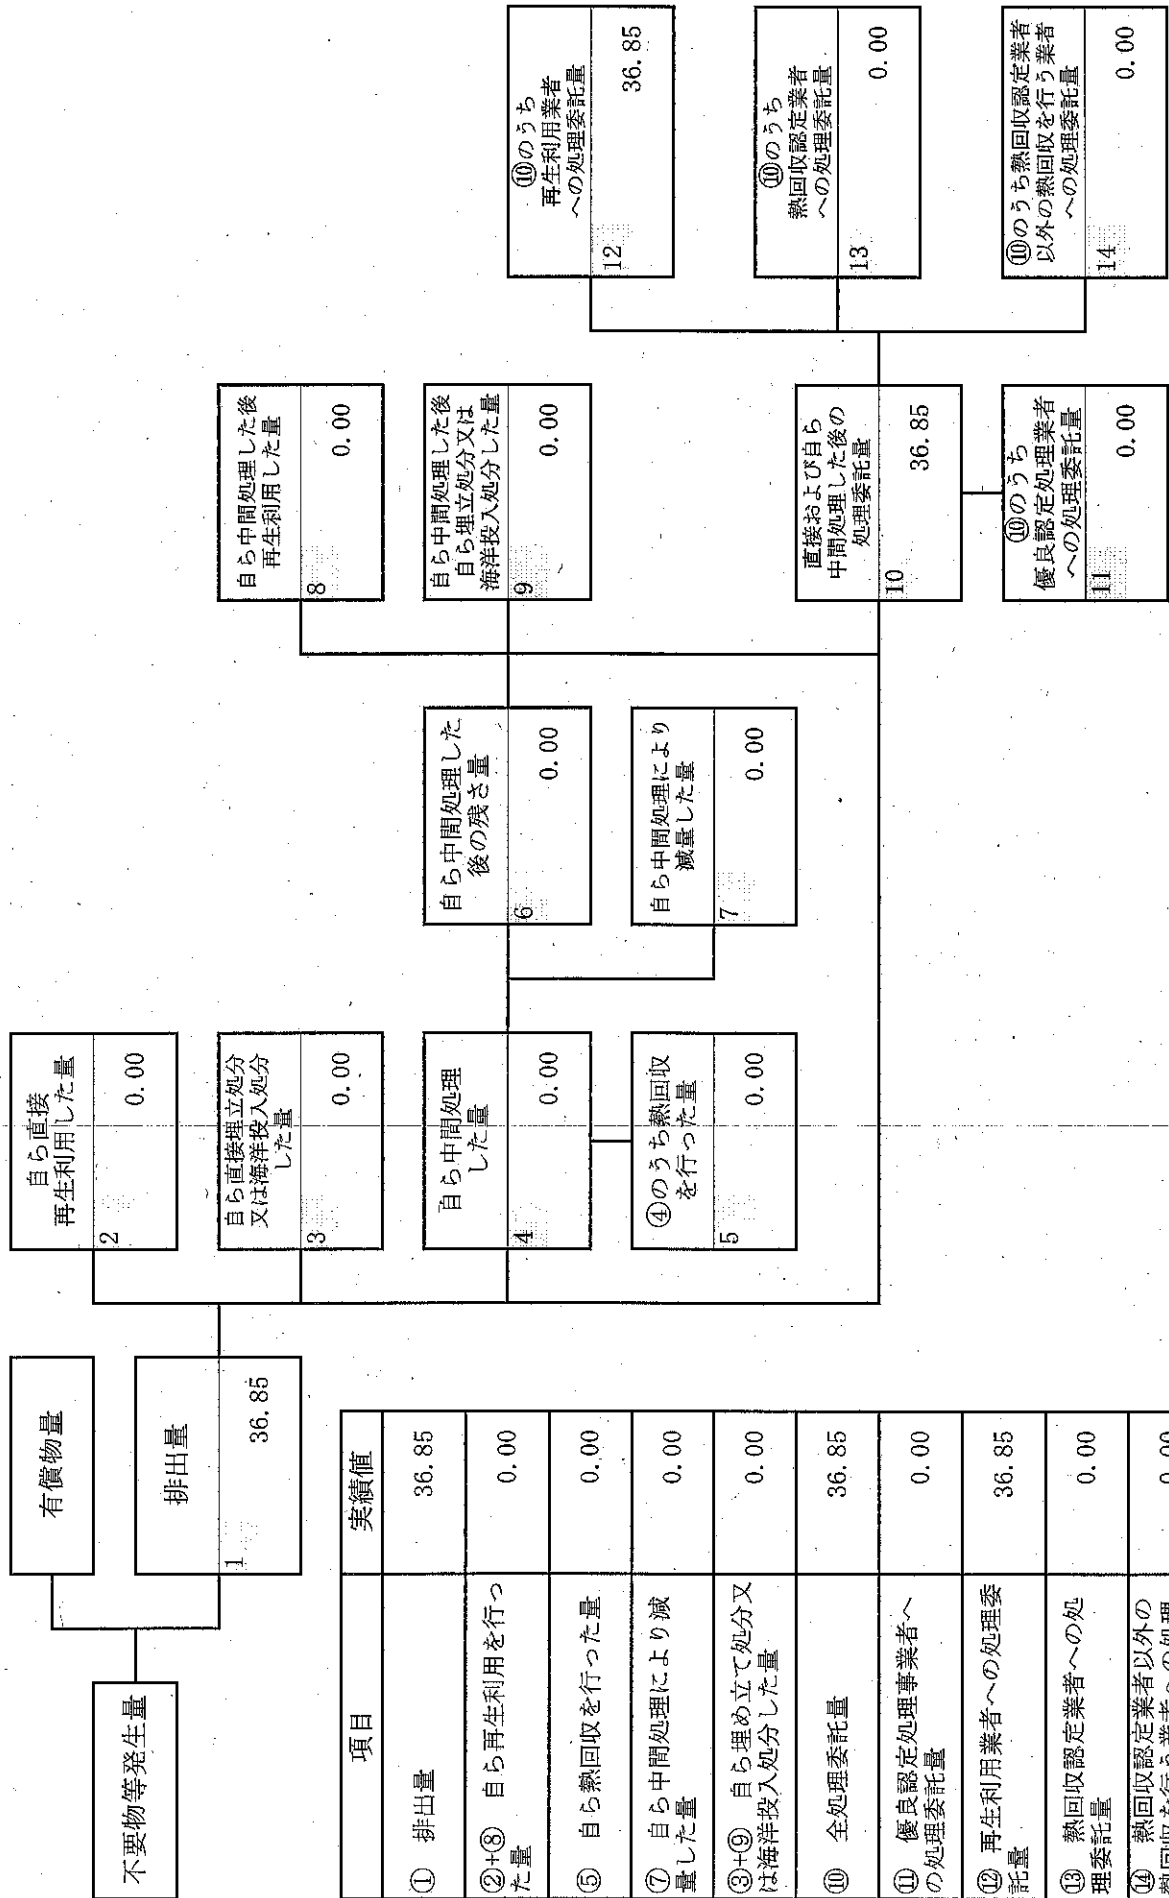 不要物等発生量
有償物量
排出量
1
36.85
自ら直接
再生利用した量
2
0.00
自ら直接埋立処分
又は海洋投入処分
した量
3
0.00
自ら中間処理
した量
4
0.00
④のうち熱回収
を行った量
5
0.00
自ら中間処理した
後の残さ量
6
0.00
自ら中間処理により
減量した量
7
0.00
自ら中間処理した後
再生利用した量
8
0.00
自ら中間処理した後
自ら埋立処分又は
海洋投入処分した量
9
0.00
直接および自ら
中間処理した後の
処理委託量
10
36.85
⑩のうち
優良認定処理業者
への処理委託量
11
0.00
⑩のうち
再生利用業者
への処理委託量
12
36.85
⑩のうち
熱回収認定業者
への処理委託量
13
0.00
⑩のうち熱回収認定業者
以外の熱回収を行う業者
への処理委託量
14
0.00
項目 実績値
① 排出量 36.85
②+⑧ 自ら再生利用を行っ
た量 0.00
⑤ 自ら熱回収を行った量 0.00
⑦ 自ら中間処理により減
量した量 0.00
③+⑨ 自ら埋め立て処分又
は海洋投入処分した量 0.00
⑩ 全処理委託量 36.85
⑪ 優良認定処理事業者へ
の処理委託量 0.00
⑫ 再生利用業者への処理委
託量 36.85
⑬ 熱回収認定業者への処
理委託量 0.00
⑭ 熱回収認定業者以外の
熱回収を行う業者への処理 0.00